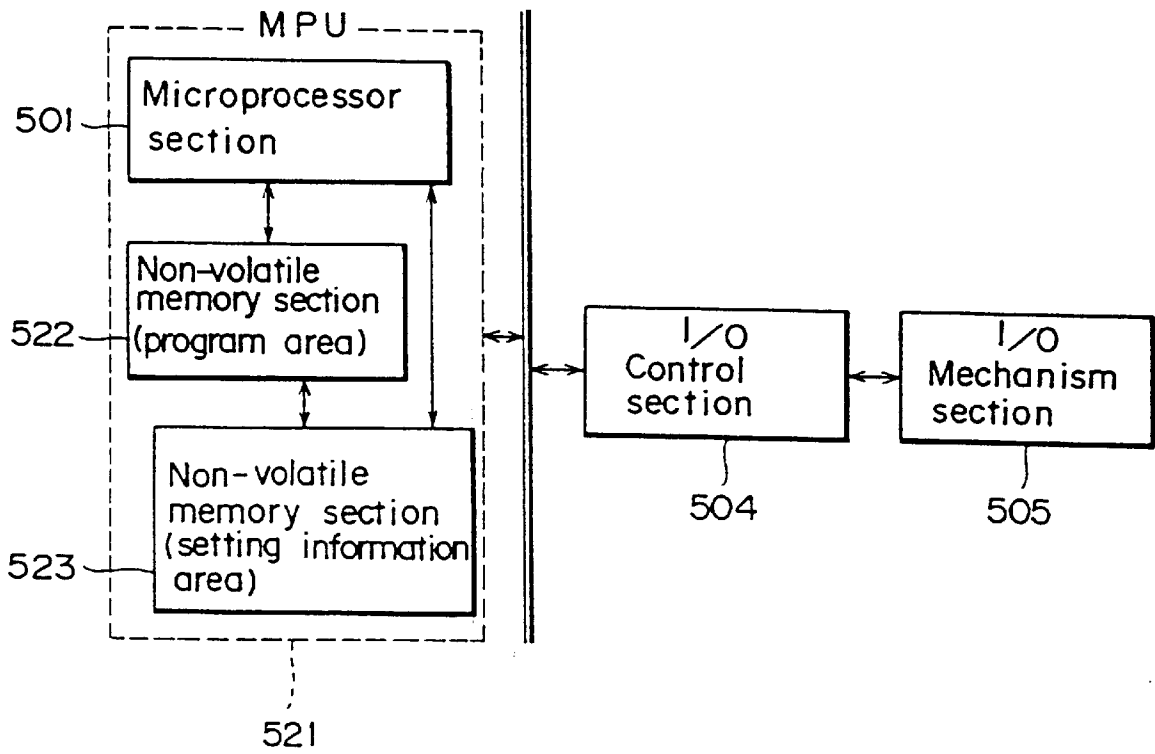 MPU
Microprocessor
section
501
Non-volatile
memory section
(program area)
522
Non-volatile
memory section
(setting information
area)
523
521
I/O
Control
section
504
I/O
Mechanism
section
505